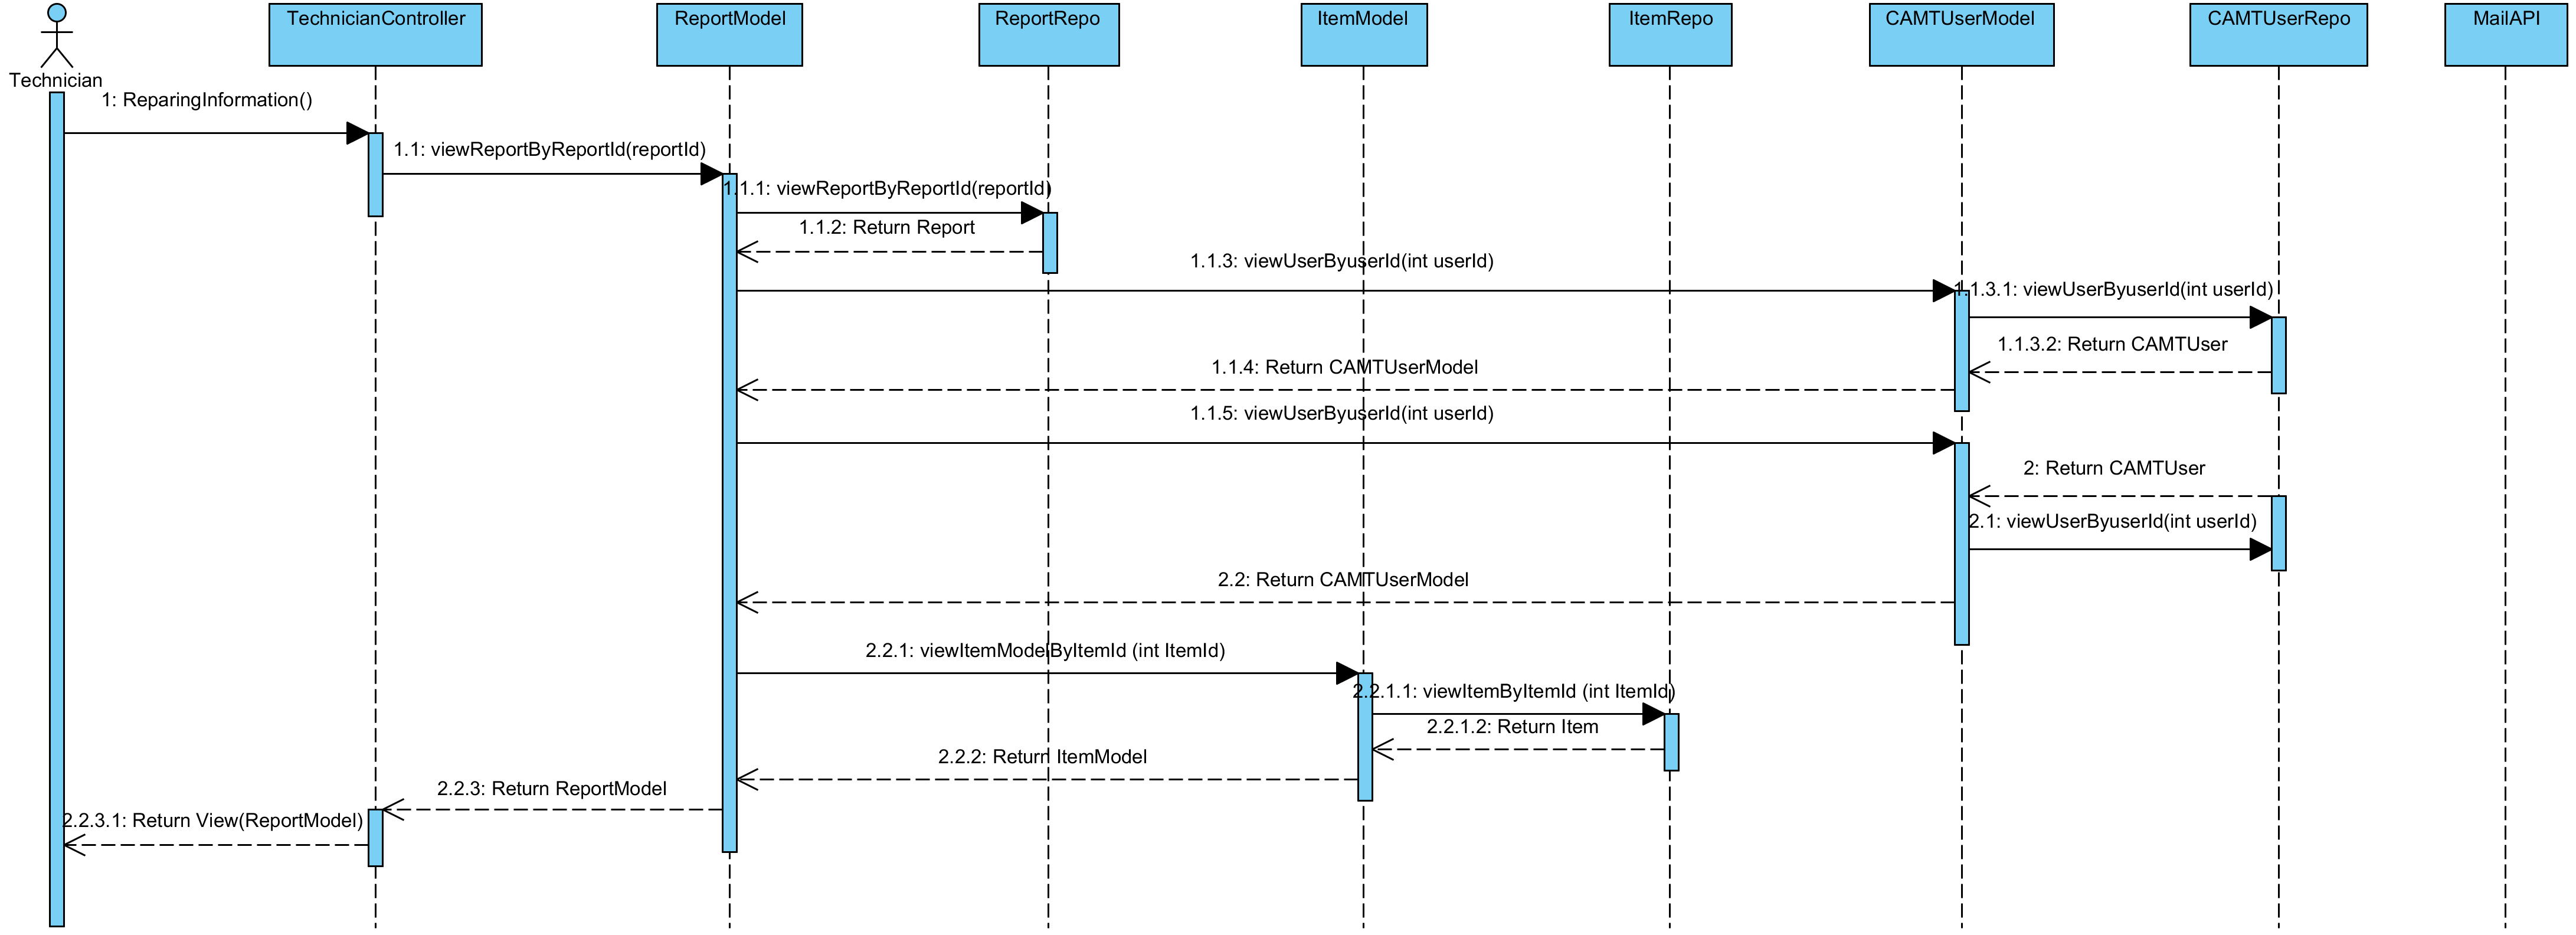 TechnicianController
ReportModel
ReportRepo
ItemModel
ItemRepo
CAMTUserModel
CAMTUserRepo
MailAPI
Technician
1: ReparingInformation()
1.1: viewReportByReportId(reportId)
1.1.1: viewReportByReportId(reportId)
1.1.2: Return Report
1.1.3: viewUserByuserId(int userId)
1.1.3.1: viewUserByuserId(int userId)
1.1.3.2: Return CAMTUser
1.1.4: Return CAMTUserModel
1.1.5: viewUserByuserId(int userId)
2: Return CAMTUser
2.1: viewUserByuserId(int userId)
2.2: Return CAMTUserModel
2.2.1: viewItemModelByItemId (int ItemId)
2.2.1.1: viewItemByItemId (int ItemId)
2.2.1.2: Return Item
2.2.2: Return ItemModel
2.2.3: Return ReportModel
2.2.3.1: Return View(ReportModel)